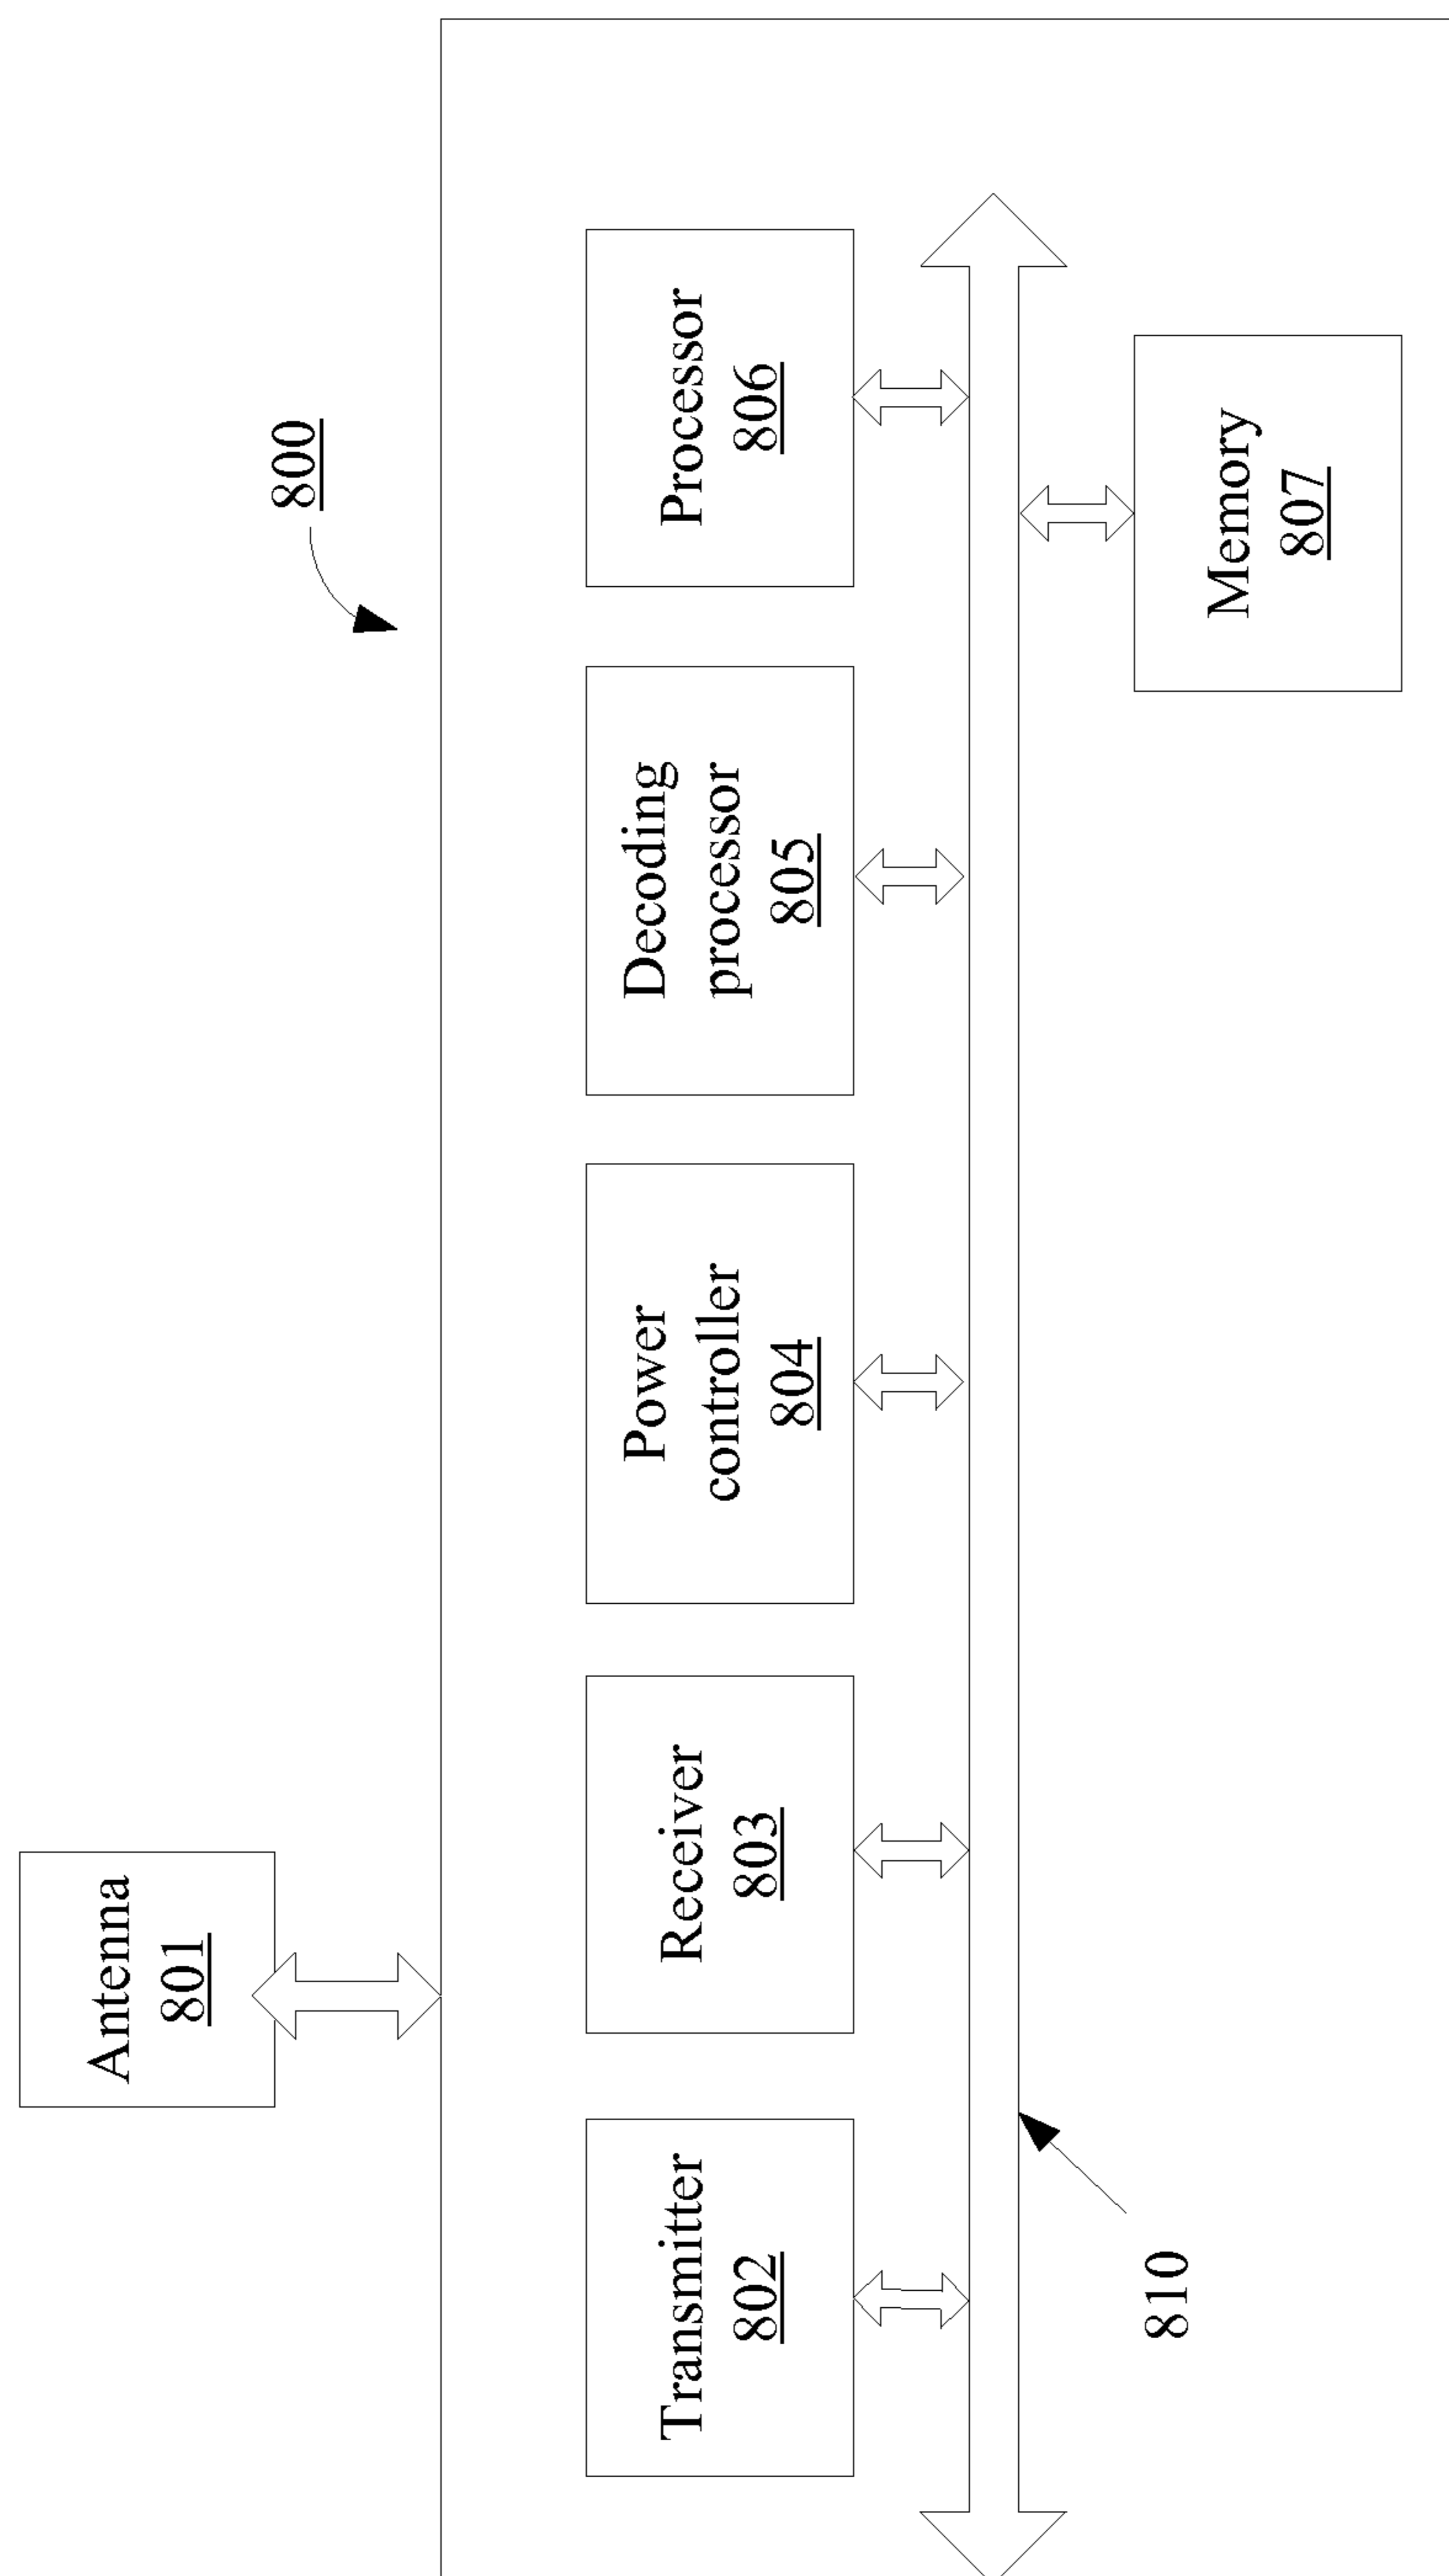 Antenna
801
800
Transmitter
802
Receiver
803
Power
controller
804
Decoding
processor
805
Processor
806
810
Memory
807